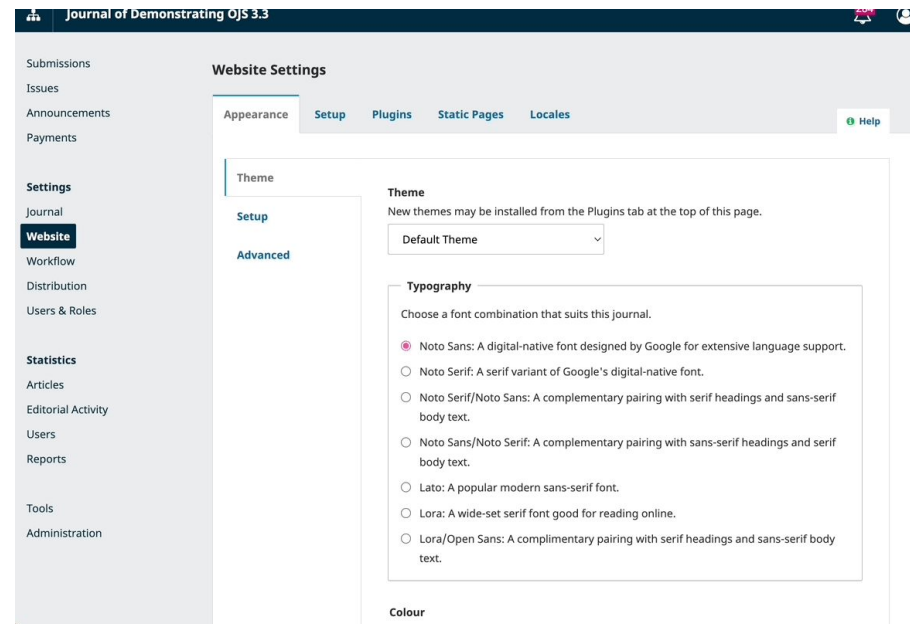 Journal of Demonstrating OJS 3.3
Submissions
Issues
Announcements
Payments
Settings
Journal
Website
Workflow
Distribution
Users & Roles
Statistics
Articles
Editorial Activity
Users
Reports
Tools
Administration
Website Settings
Appearance
Setup
Plugins
Static Pages
Locales
Help
Theme
Setup
Advanced
Theme
New themes may be installed from the Plugins tab at the top of this page.
Default Theme
Typography
Choose a font combination that suits this journal.
Noto Sans: A digital-native font designed by Google for extensive language support.
Noto Serif: A serif variant of Google's digital-native font.
Noto Serif/Noto Sans: A complementary pairing with serif headings and sans-serif
body text.
Noto Sans/Noto Serif: A complementary pairing with sans-serif headings and serif
body text.
Lato: A popular modern sans-serif font.
Lora: A wide-set serif font good for reading online.
Lora/Open Sans: A complimentary pairing with serif headings and sans-serif body
text.
Colour